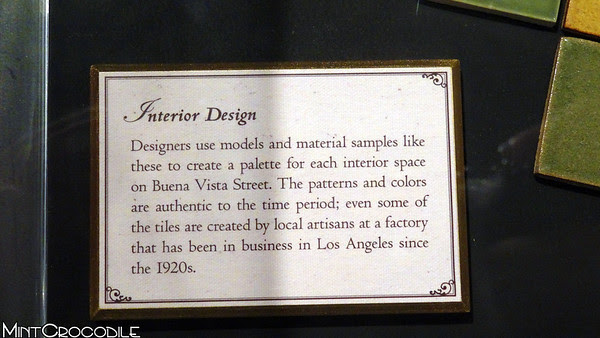 Interior Design
Designers use models and material samples like
these to create a palette for each interior space
on Buena Vista Street. The patterns and colors
are authentic to the time period; even some of
the tiles are created by local artisans at a factory
that has been in business in Los Angeles since
the 1920s.
MintCrocodile